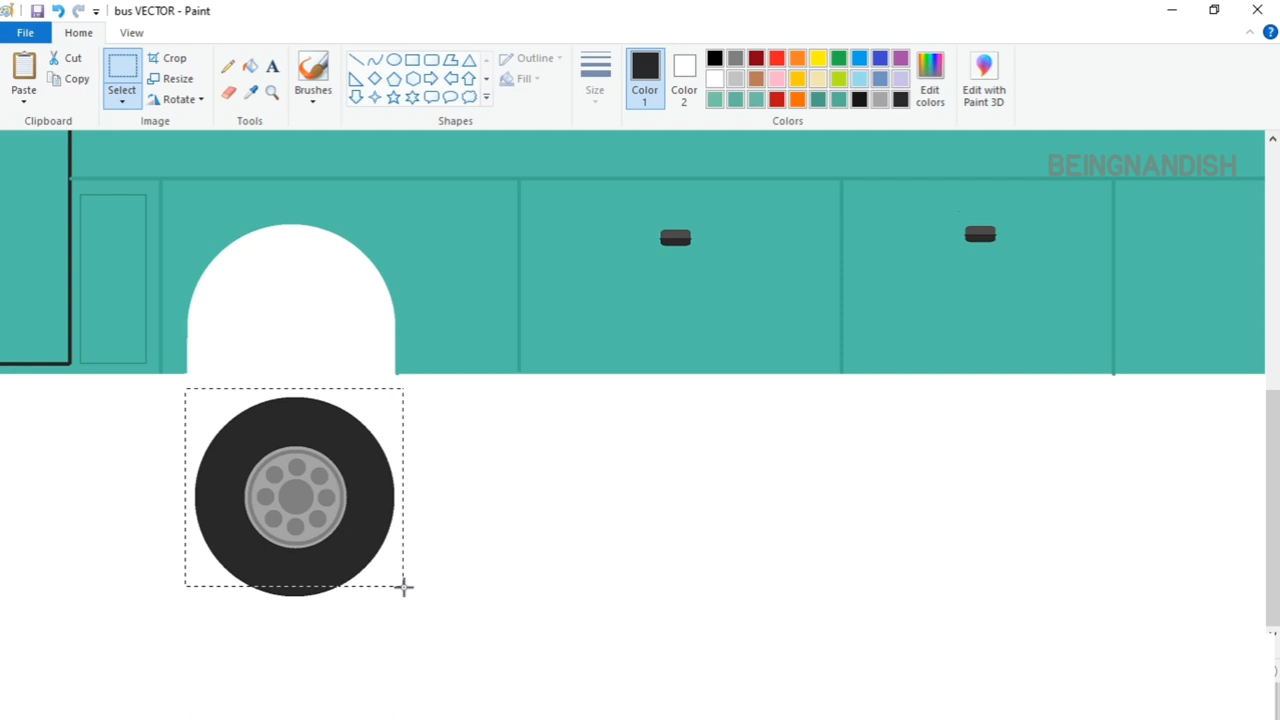 bus VECTOR - Paint
File Home View
Paste
Cut
Copy
Clipboard
Select
Crop
Resize
Rotate
Image
A
Tools
Brushes
Shapes
Outline
Fill
Size
Color 1
Color 2
Colors
Edit colors
Edit with Paint 3D
BEINGNANDISH